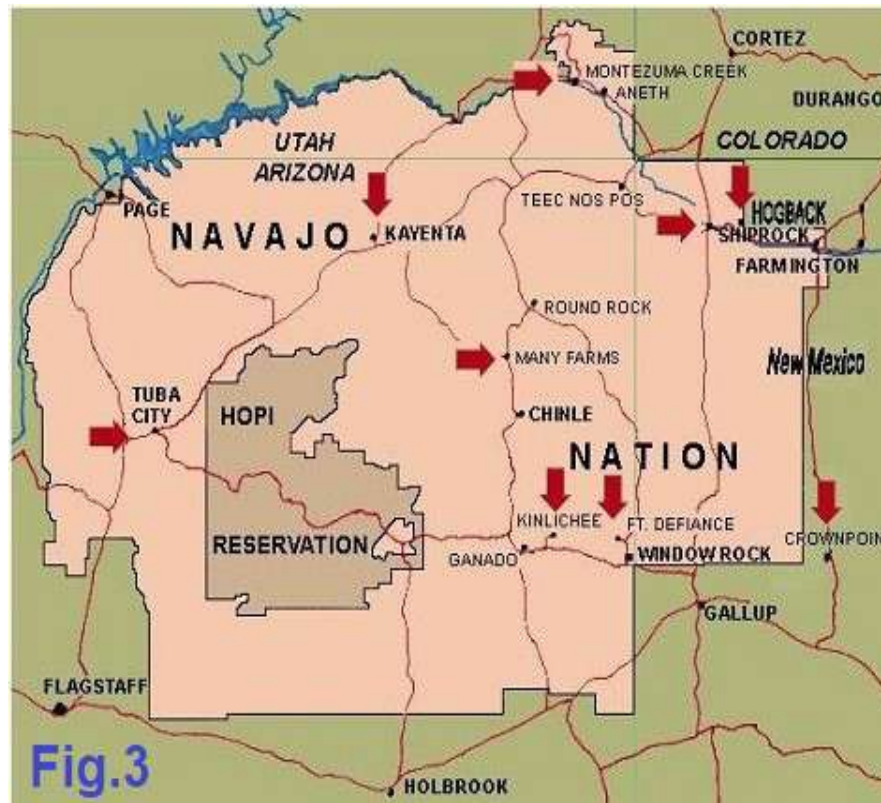 CORTEZ
MONTEZUMA CREEK
ANETH
DURANGO
UTAH
ARIZONA
COLORADO
PAGE
TEEC NOS POS
HOGBACK
NAVAJO
KAYENTA
SHIPROCK
FARMINGTON
ROUND ROCK
MANY FARMS
New Mexico
TUBA
CITY
HOPI
CHINLE
NATION
KINLICHEE
FT. DEFIANCE
RESERVATION
GANADO
WINDOW ROCK
CROWNPOIN
GALLUP
FLAGSTAFF
Fig.3
HOLBROOK